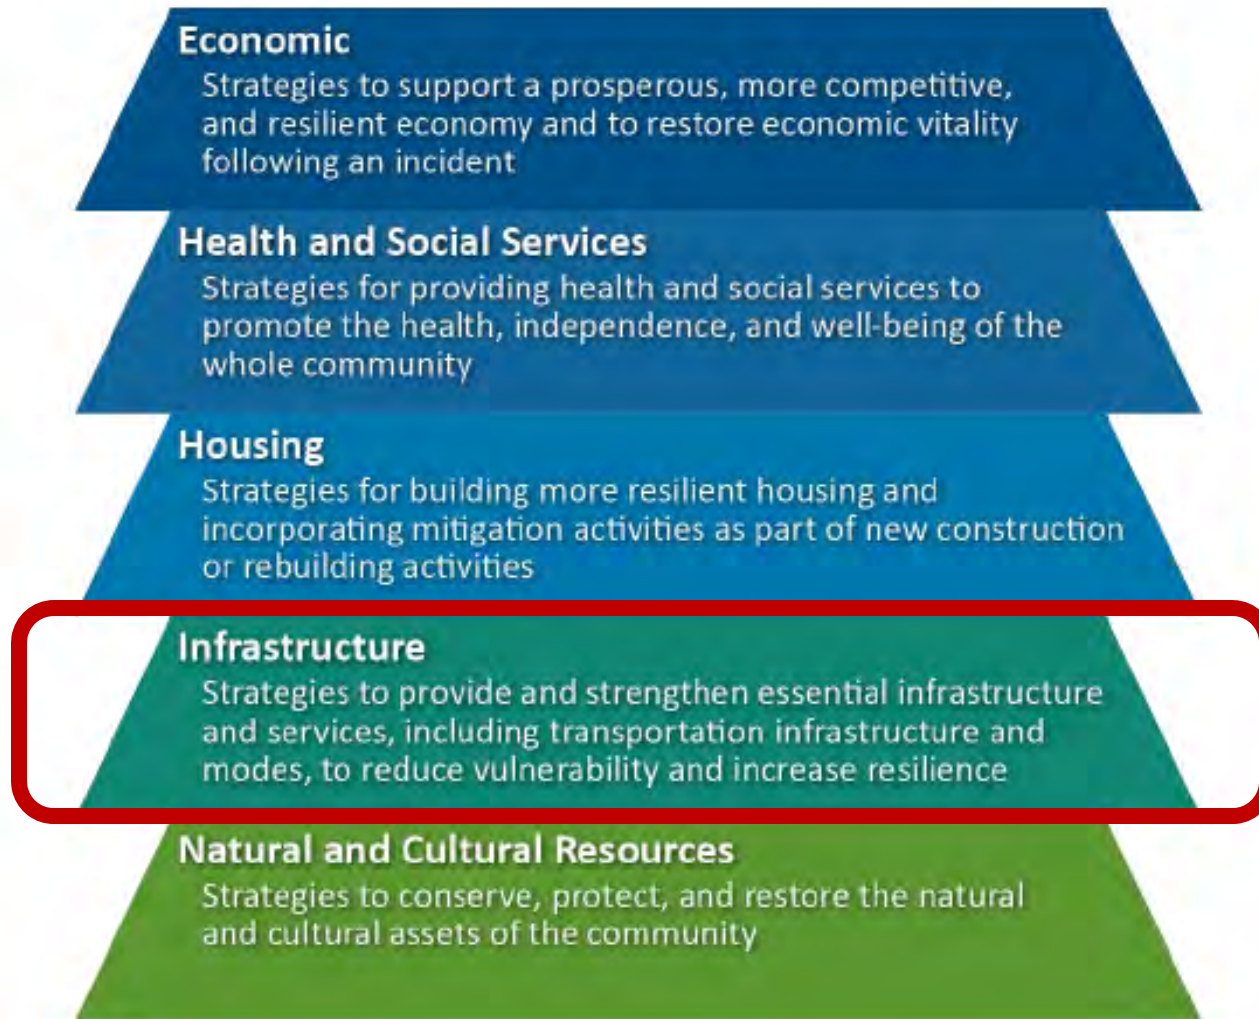 Economic
Strategies to support a prosperous, more competitive,
and resilient economy and to restore economic vitality
following an incident
Health and Social Services
Strategies for providing health and social services to
promote the health, independence, and well-being of the
whole community
Housing
Strategies for building more resilient housing and
incorporating mitigation activities as part of new construction
or rebuilding activities
Infrastructure
Strategies to provide and strengthen essential infrastructure
and services, including transportation infrastructure and
modes, to reduce vulnerability and increase resilience
Natural and Cultural Resources
Strategies to conserve, protect, and restore the natural
and cultural assets of the community